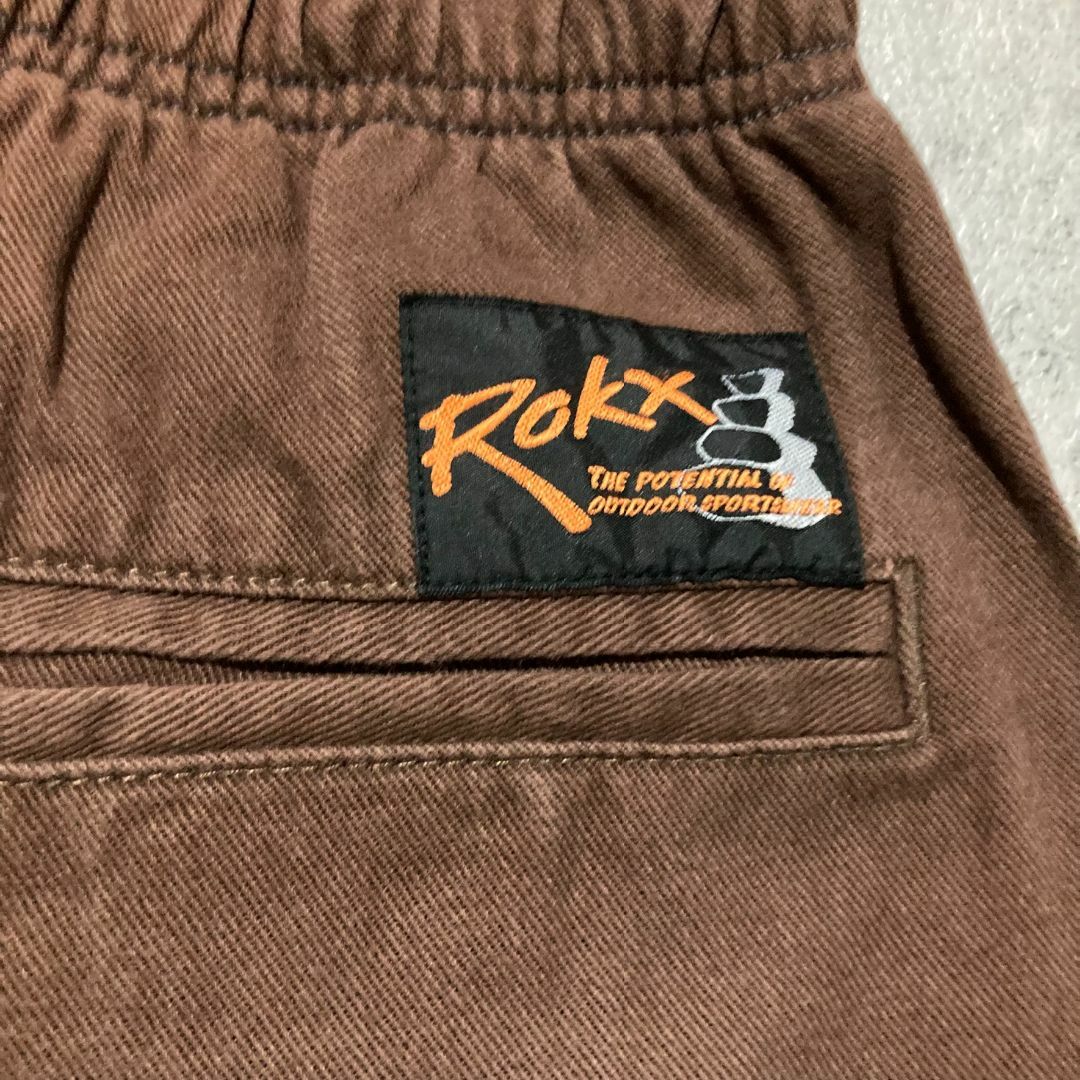 Rokx
THE POTENTIAL OF
OUTDOOR SPORTSWEAR